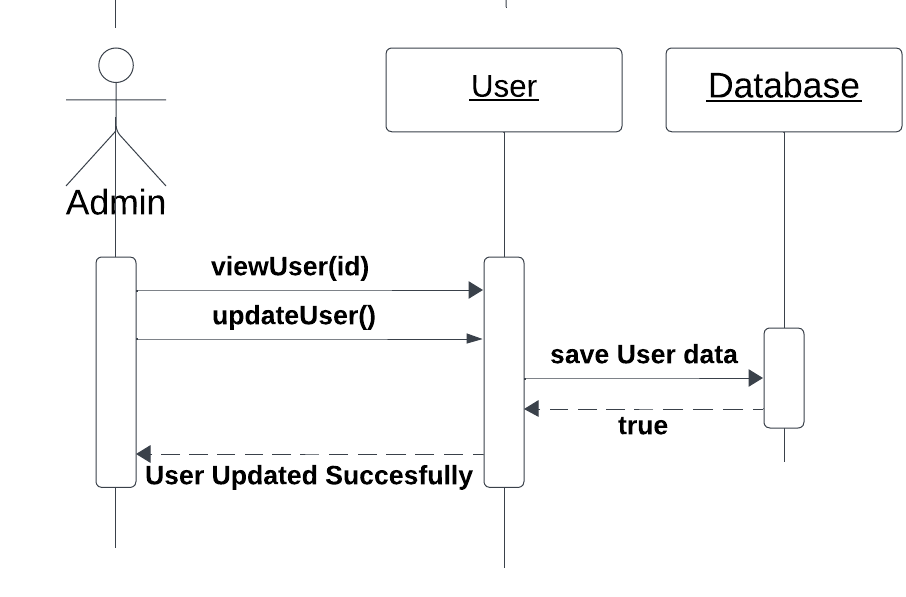 User
Database
Admin
viewUser(id)
updateUser()
save User data
true
User Updated Succesfully